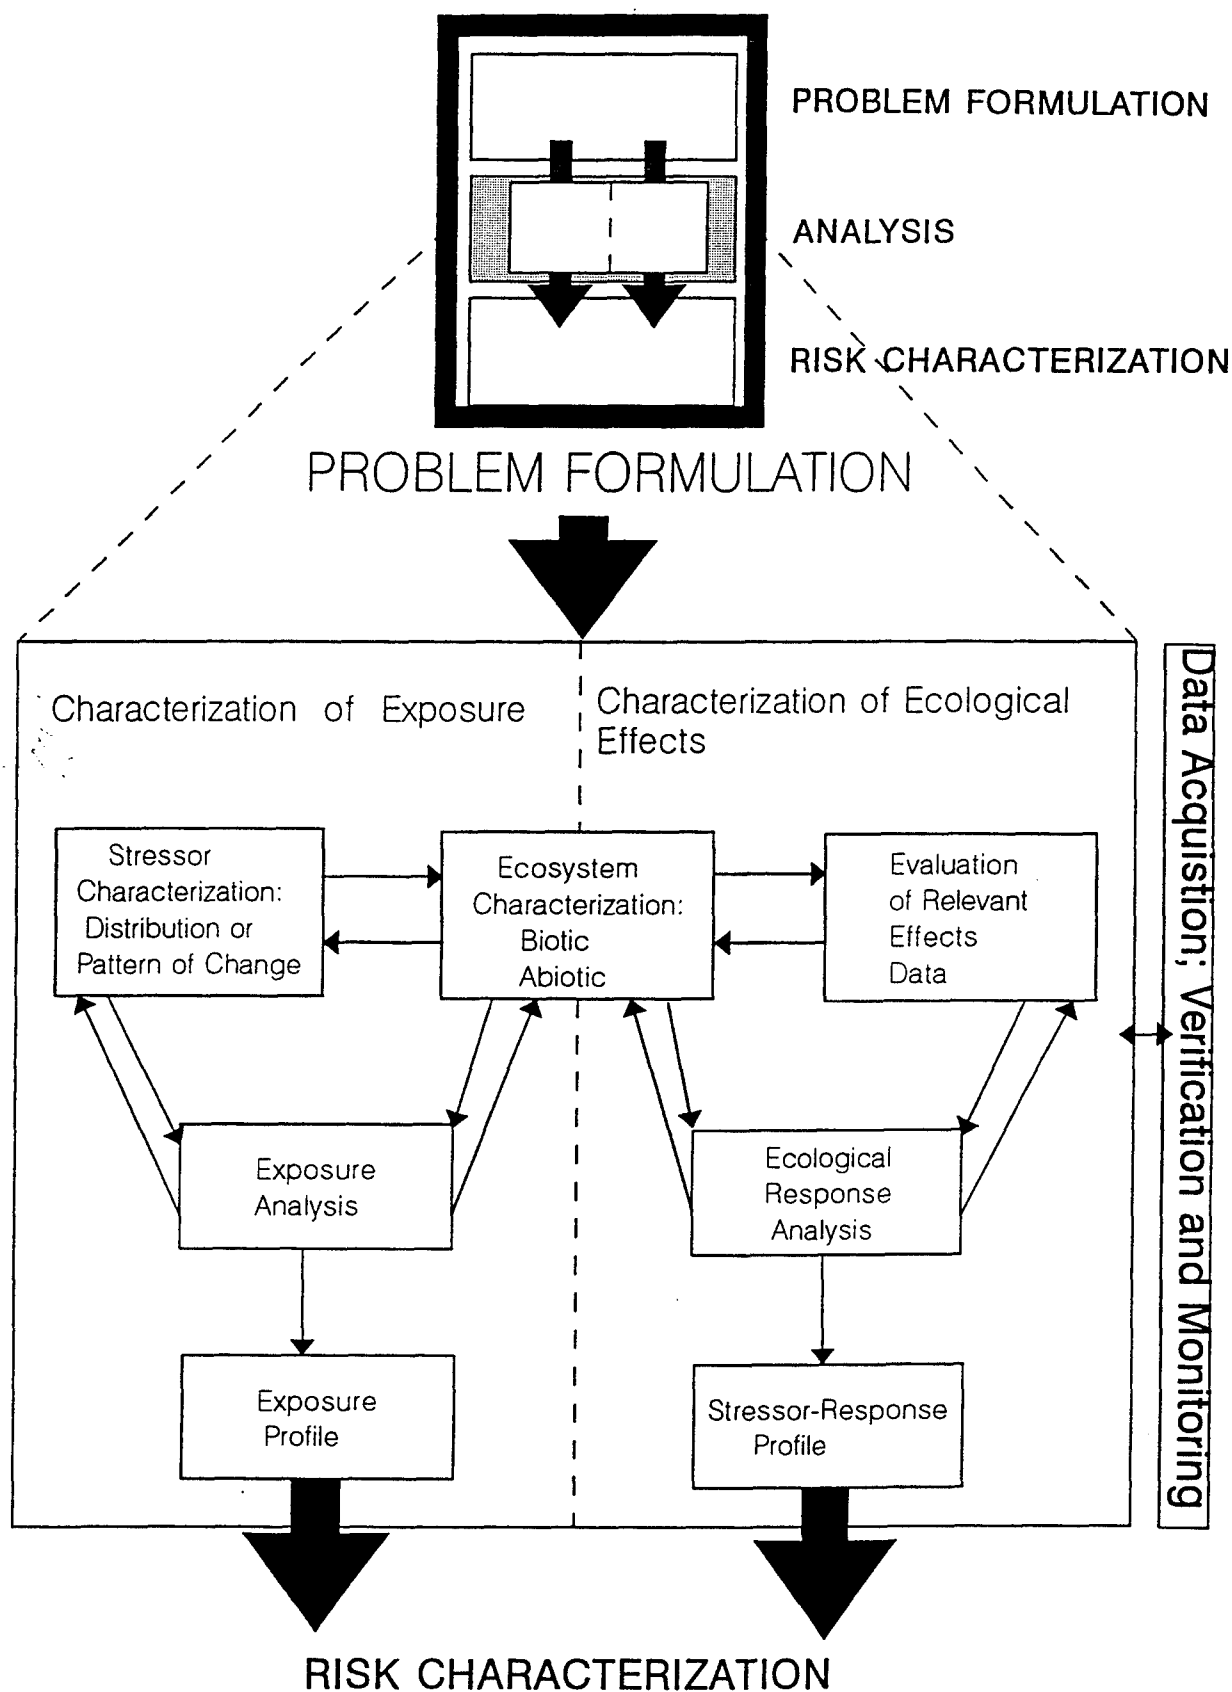 PROBLEM FORMULATION
ANALYSIS
RISK CHARACTERIZATION
PROBLEM FORMULATION
Characterization of Exposure
Characterization of Ecological
Effects
Stressor
Characterization:
Distribution or
Pattern of Change
Ecosystem
Characterization:
Biotic
Abiotic
Evaluation
of Relevant
Effects
Data
Exposure
Analysis
Ecological
Response
Analysis
Exposure
Profile
Stressor-Response
Profile
Data Acquistion; Verification and Monitoring
RISK CHARACTERIZATION